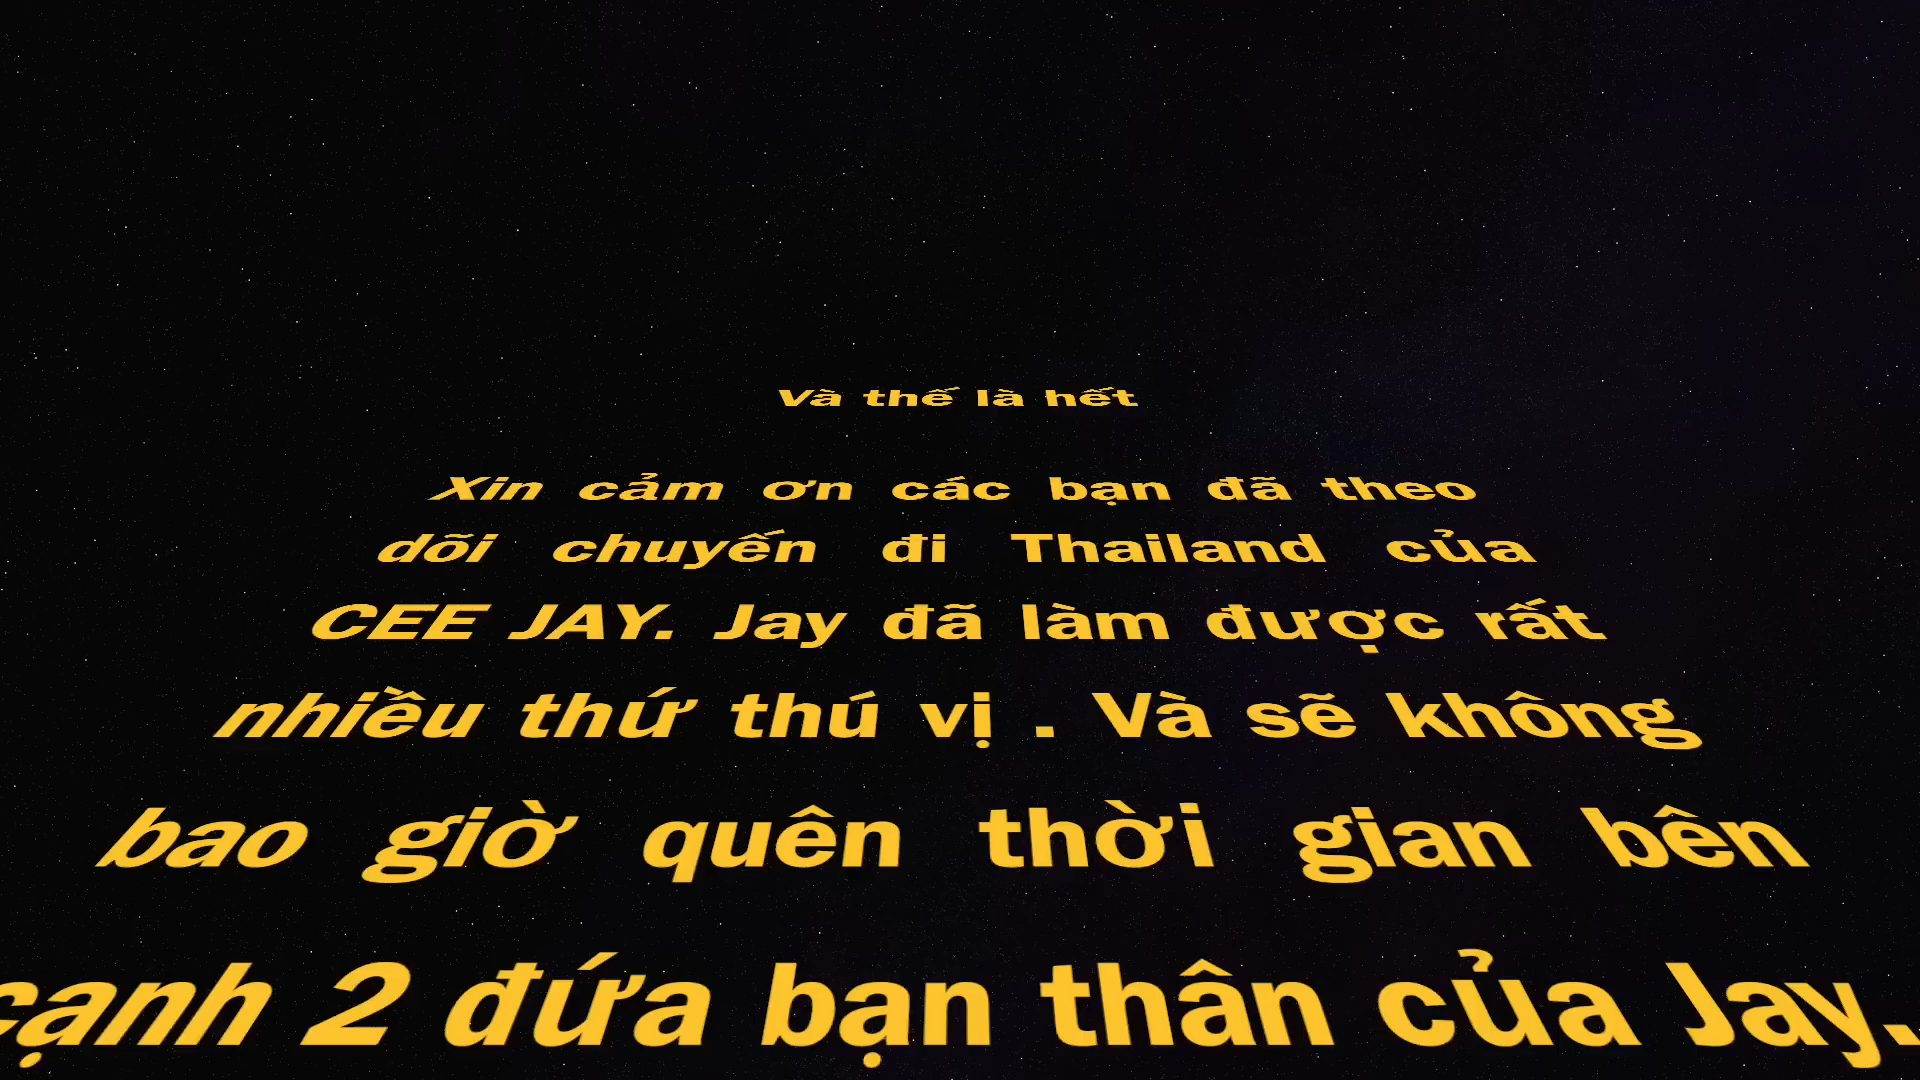 Và thế là hết
Xin cảm ơn các bạn đã theo
dõi chuyến đi Thailand của
CEE JAY. Jay đã làm được rất
nhiều thứ thú vị . Và sẽ không
bao giờ quên thời gian bên
cạnh 2 đứa bạn thân của Jay.